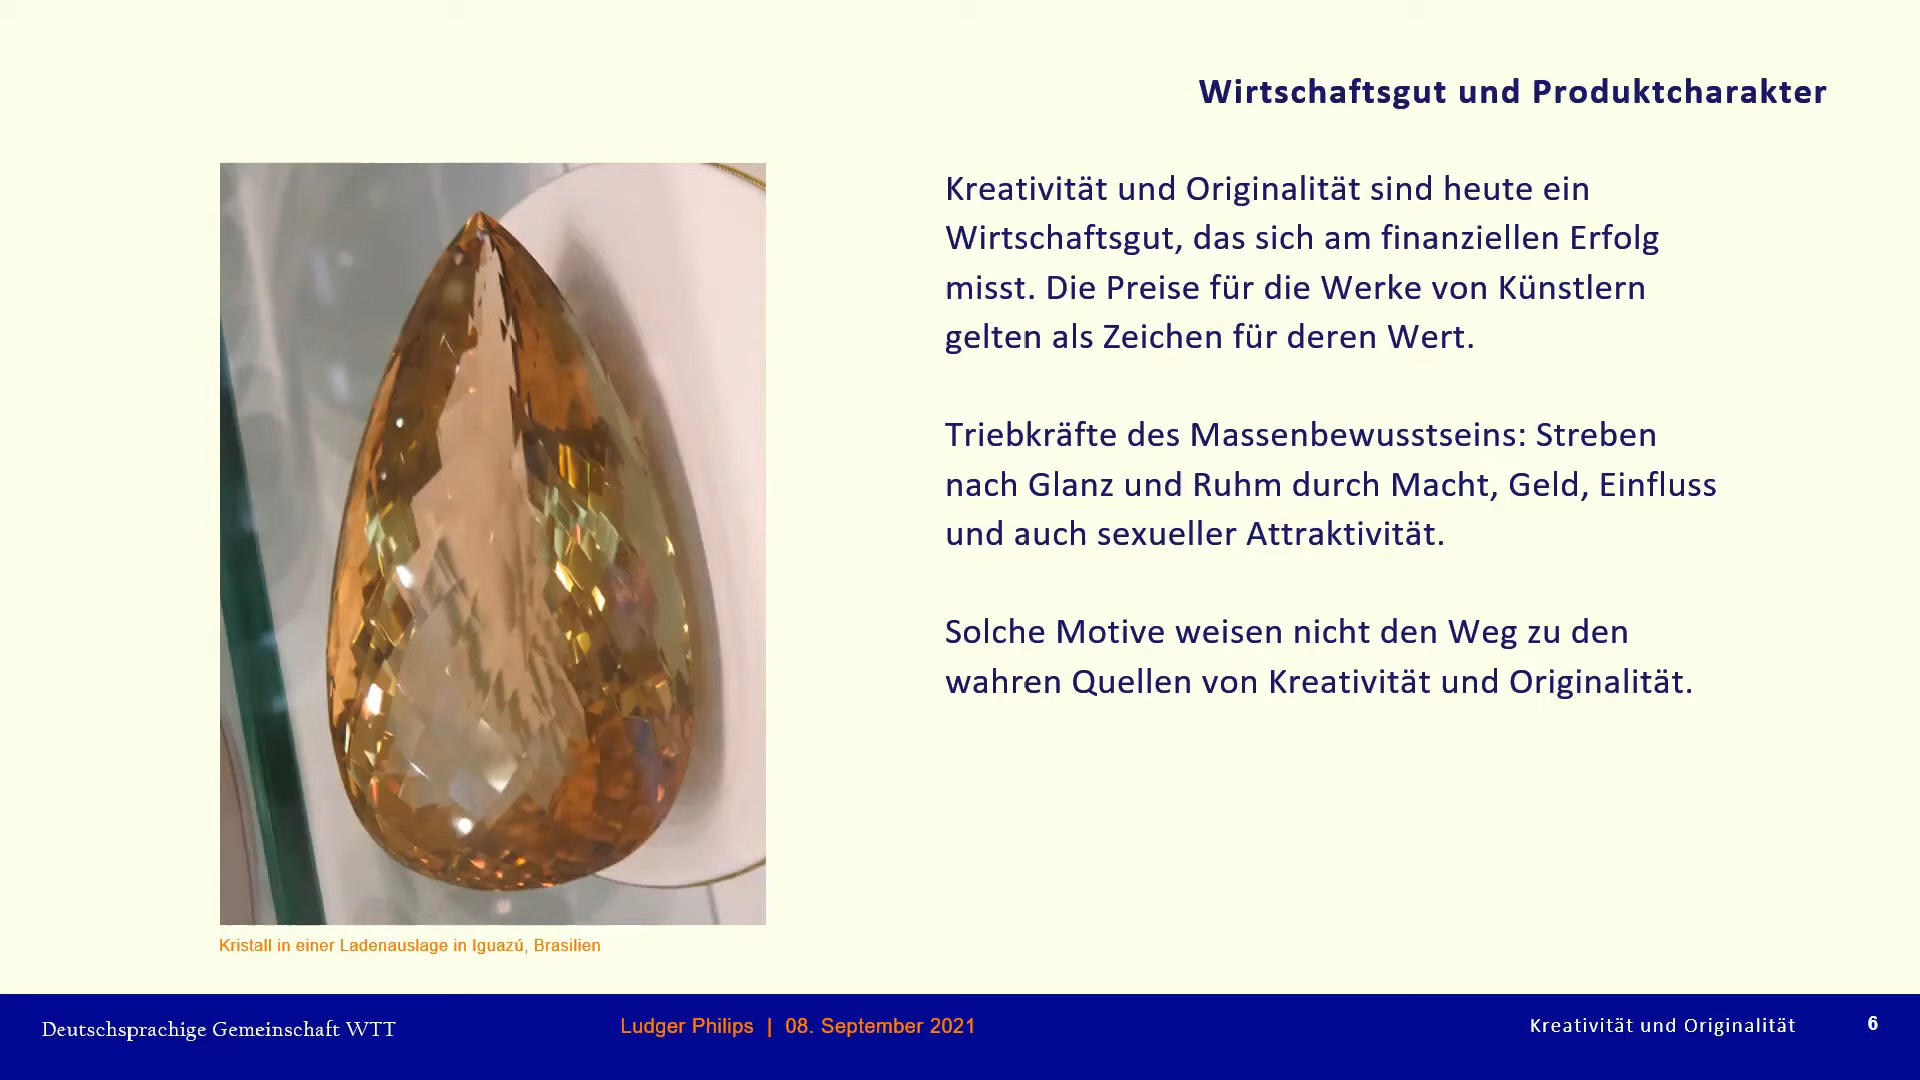 Wirtschaftsgut und Produktcharakter
Kreativität und Originalität sind heute ein
Wirtschaftsgut, das sich am finanziellen Erfolg
misst. Die Preise für die Werke von Künstlern
gelten als Zeichen für deren Wert.
Triebkräfte des Massenbewusstseins: Streben
nach Glanz und Ruhm durch Macht, Geld, Einfluss
und auch sexueller Attraktivität.
Solche Motive weisen nicht den Weg zu den
wahren Quellen von Kreativität und Originalität.
Kristall in einer Ladenauslage in Iguazú, Brasilien
Deutschsprachige Gemeinschaft WTT
Ludger Philips | 08. September 2021
Kreativität und Originalität
6